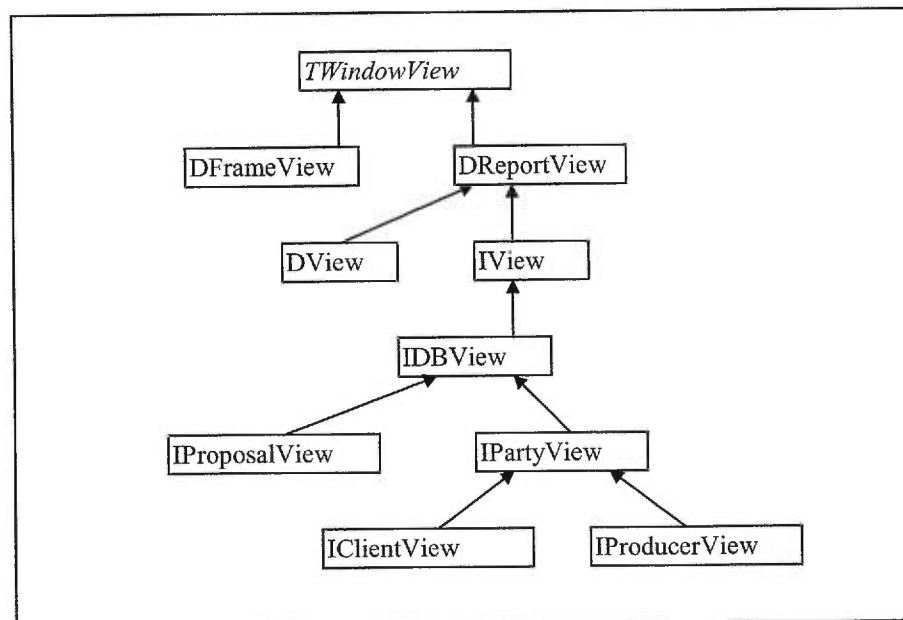 TWindowView
DFrameView
DReportView
DView
IView
IDBView
IProposalView
IPartyView
IClientView
IProducerView